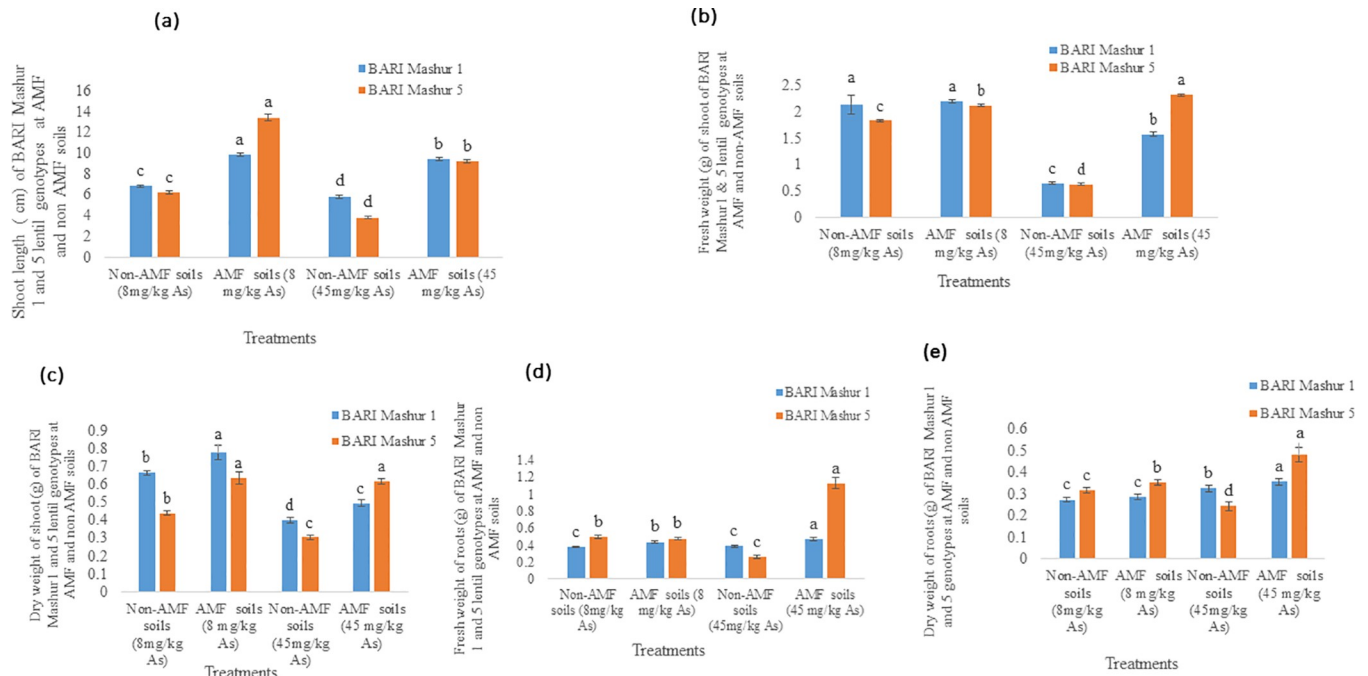 (a)
BARI Mashur 1
BARI Mashur 5
Shoot length ( cm) of BARI Mashur
1 and 5 lentil genotypes at AMF
and non AMF soils
16
14
12
10
8
6
4
2
0
c c a a d d b b
Non-AMF soils AMF soils (8 Non-AMF soils AMF soils (45
(8mg/kg As) mg/kg As) (45mg/kg As) mg/kg As)
Treatments
(b)
BARI Mashur 1
BARI Mashur 5
Fresh weight (g) of shoot of BARI
Mashur1 & 5 lentil genotypes at
AMF and non-AMF soils
2.5
2
1.5
1
0.5
0
a c a b c d b a
Non-AMF soils AMF soils (8 Non-AMF soils AMF soils (45
(8mg/kg As) mg/kg As) (45mg/kg As) mg/kg As)
Treatments
(c)
BARI Mashur 1
BARI Mashur 5
Dry weight of shoot (g) of BARI
Mashur1 and 5 lentil genotypes at
AMF and non AMF soils
0.9
0.8
0.7
0.6
0.5
0.4
0.3
0.2
0.1
0
b b a a d c c a
Non-AMF AMF soils Non-AMF AMF soils
soils (8 mg/kg soils (45 mg/kg
(8mg/kg As) (45mg/kg As)
As) As)
Treatments
(d)
BARI Mashur 1
BARI Mashur 5
Fresh weight of roots (g) of BARI Mashur
1 and 5 lentil genotypes at AMF and non
AMF soils
1.4
1.2
1
0.8
0.6
0.4
0.2
0
c b b b c c a a
Non-AMF AMF soils (8 Non-AMF AMF soils
soils (8mg/kg mg/kg As) soils (45 mg/kg As)
As) (45mg/kg As)
Treatments
(e)
BARI Mashur 1
BARI Mashur 5
Dry weight of roots (g) of BARI Mashur1
and 5 genotypes at AMF and non AMF
soils
0.6
0.5
0.4
0.3
0.2
0.1
0
c c c b b d a a
Non-AMF AMF soils Non-AMF AMF soils
soils (8 mg/kg soils (45 mg/kg
(8mg/kg As) (45mg/kg As)
As) As)
Treatments